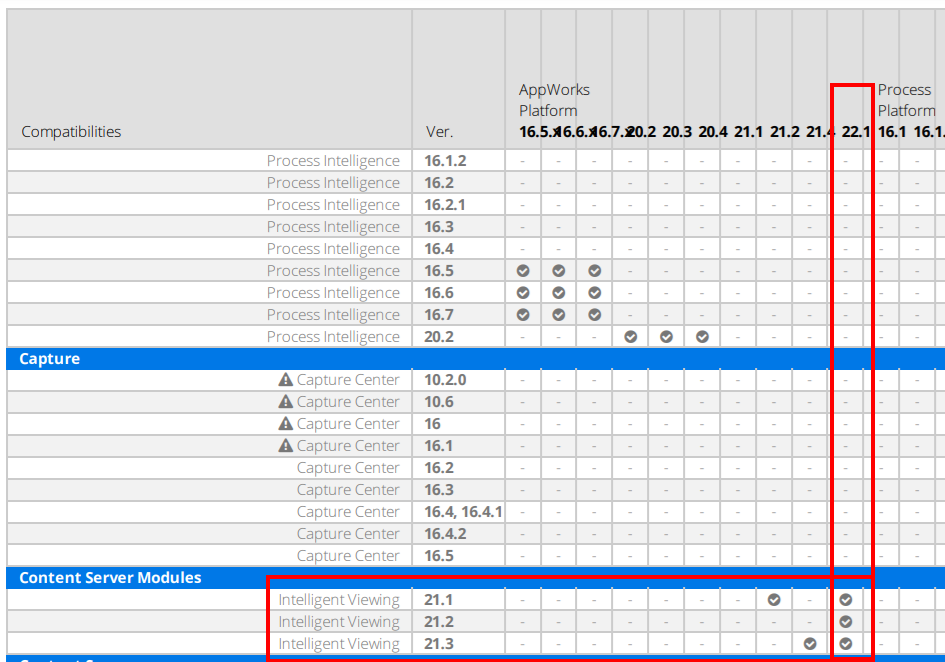 AppWorks Process
Platform Platform
Compatibilities Ver. 16.5.x 16.6.x 16.7.x 20.2 20.3 20.4 21.1 21.2 21.4 22.1 16.1 16.1.
Process Intelligence 16.1.2 - - - - - - - - - - - -
Process Intelligence 16.2 - - - - - - - - - - - -
Process Intelligence 16.2.1 - - - - - - - - - - - -
Process Intelligence 16.3 - - - - - - - - - - - -
Process Intelligence 16.4 - - - - - - - - - - - -
Process Intelligence 16.5 - - - - - - - - -
Process Intelligence 16.6 - - - - - - - - -
Process Intelligence 16.7 - - - - - - - - -
Process Intelligence 20.2 - - - - - - - - -
Capture
Capture Center 10.2.0 - - - - - - - - - - - -
Capture Center 10.6 - - - - - - - - - - - -
Capture Center 16 - - - - - - - - - - - -
Capture Center 16.1 - - - - - - - - - - - -
Capture Center 16.2 - - - - - - - - - - - -
Capture Center 16.3 - - - - - - - - - - - -
Capture Center 16.4, 16.4.1 - - - - - - - - - - - -
Capture Center 16.4.2 - - - - - - - - - - - -
Capture Center 16.5 - - - - - - - - - - - -
Content Server Modules
Intelligent Viewing 21.1 - - - - - - - - - -
Intelligent Viewing 21.2 - - - - - - - - - - -
Intelligent Viewing 21.3 - - - - - - - - - -